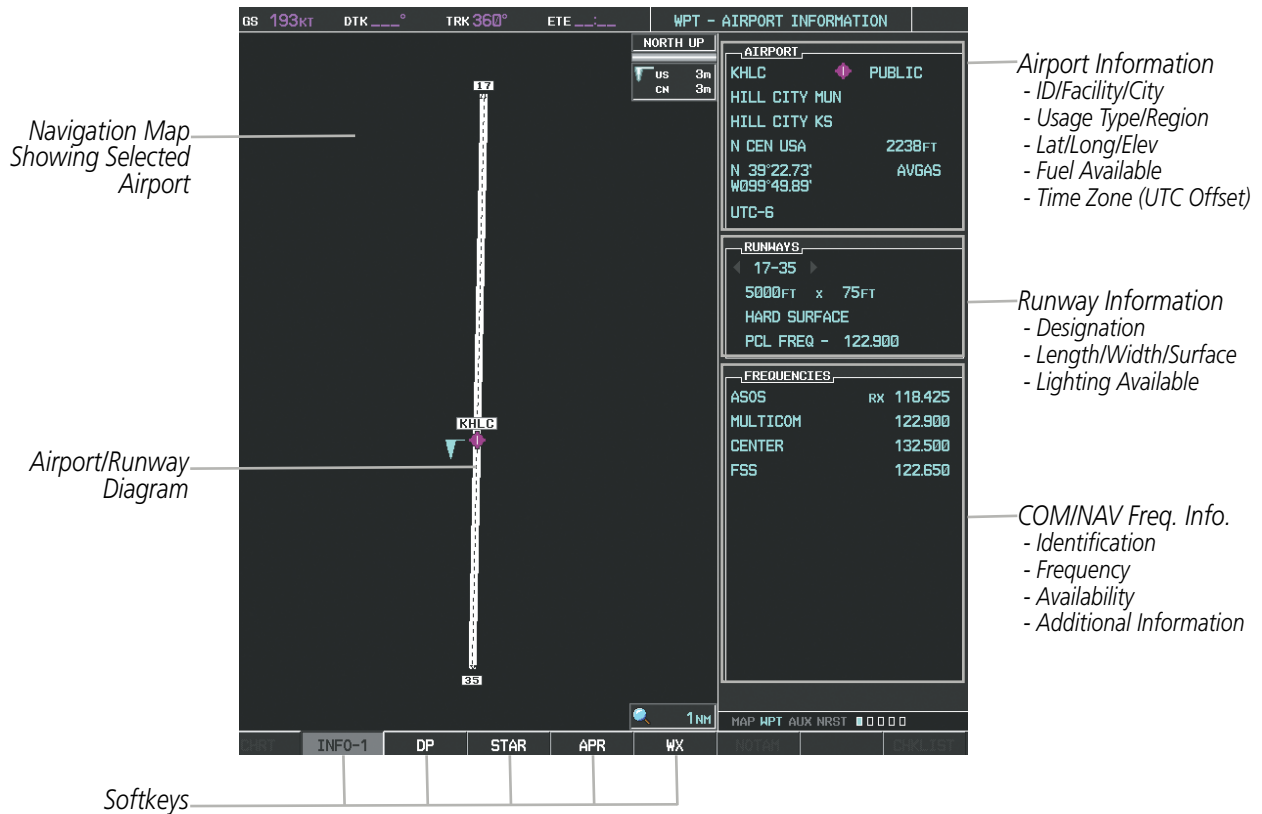 GS 193KT DTK ___° TRK 360° ETE __:__ WPT - AIRPORT INFORMATION
NORTH UP
US 3m
CN 3m
17
KHLC
35
1NM
AIRPORT
KHLC PUBLIC
HILL CITY MUN
HILL CITY KS
N CEN USA 2238FT
N 39°22.73' AVGAS
W099°49.89'
UTC-6
RUNWAYS
17-35
5000FT x 75FT
HARD SURFACE
PCL FREQ - 122.900
FREQUENCIES
ASOS RX 118.425
MULTICOM 122.900
CENTER 132.500
FSS 122.650
MAP WPT AUX NRST
CHRT INFO-1 DP STAR APR WX NOTAM CHKLIST
Navigation Map
Showing Selected
Airport
Airport/Runway
Diagram
Softkeys
Airport Information
- ID/Facility/City
- Usage Type/Region
- Lat/Long/Elev
- Fuel Available
- Time Zone (UTC Offset)
Runway Information
- Designation
- Length/Width/Surface
- Lighting Available
COM/NAV Freq. Info.
- Identification
- Frequency
- Availability
- Additional Information